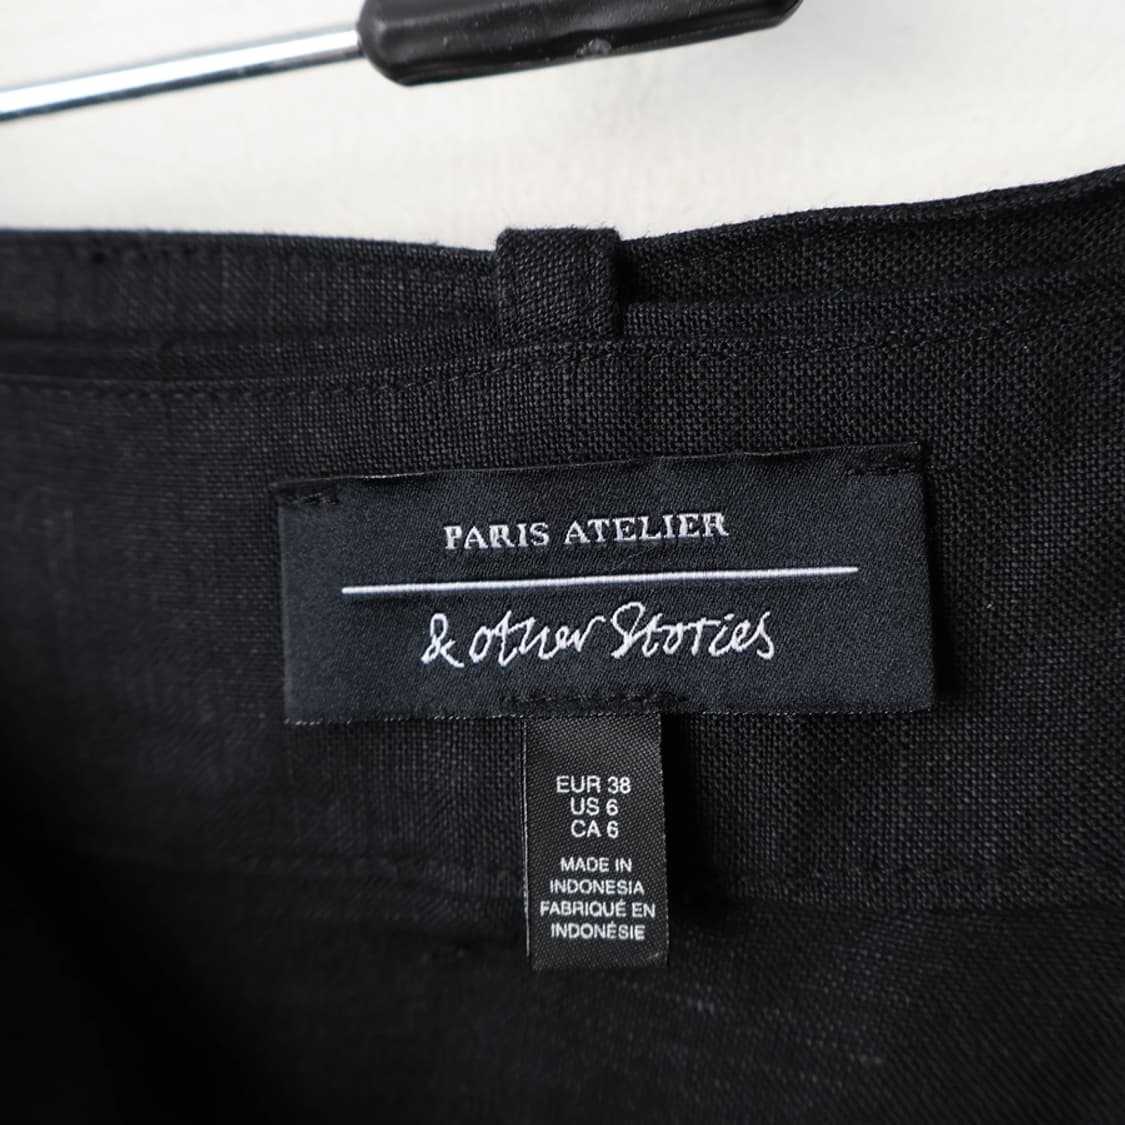 PARIS ATELIER
& other Stories
EUR 38
US 6
CA 6
MADE IN
INDONESIA
FABRIQUÉ EN
INDONÉSIE